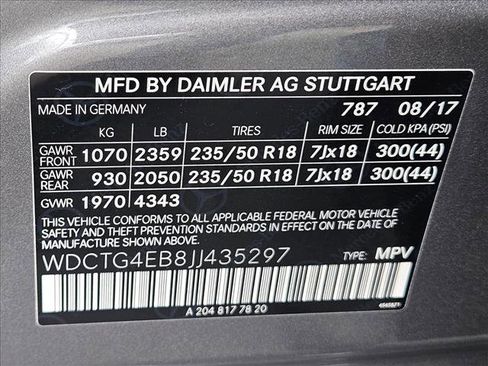 MFD BY DAIMLER AG STUTTGART
MADE IN GERMANY 787 08/17
KG LB TIRES RIM SIZE COLD KPA (PSI)
GAWR FRONT 1070 2359 235/50 R18 7Jx18 300(44)
GAWR REAR 930 2050 235/50 R18 7Jx18 300(44)
GVWR 1970 4343
THIS VEHICLE CONFORMS TO ALL APPLICABLE FEDERAL MOTOR VEHICLE
SAFETY AND THEFT PREVENTION STANDARDS IN EFFECT ON THE DATE
OF MANUFACTURE SHOWN ABOVE.
WDCTG4EB8JJ435297 TYPE: MPV
A 204 817 78 20